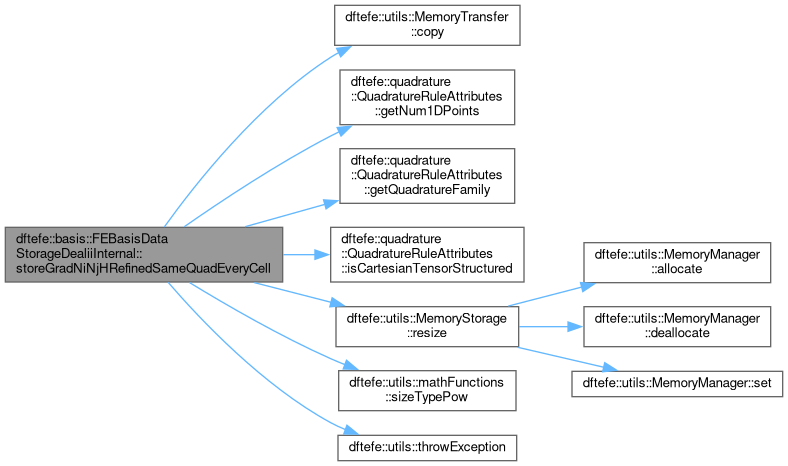 dftefe::utils::MemoryTransfer
::copy
dftefe::quadrature
::QuadratureRuleAttributes
::getNum1DPoints
dftefe::quadrature
::QuadratureRuleAttributes
::getQuadratureFamily
dftefe::basis::FEBasisData
StorageDealiiInternal::
storeGradNiNjHRefinedSameQuadEveryCell
dftefe::quadrature
::QuadratureRuleAttributes
::isCartesianTensorStructured
dftefe::utils::MemoryStorage
::resize
dftefe::utils::MemoryManager
::allocate
dftefe::utils::MemoryManager
::deallocate
dftefe::utils::MemoryManager::set
dftefe::utils::mathFunctions
::sizeTypePow
dftefe::utils::throwException